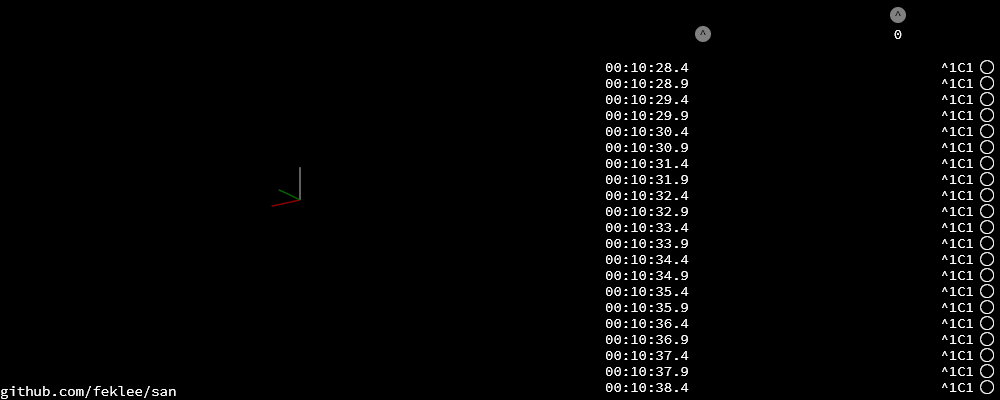 ^
^
0
00:10:28.4 ^1C1
00:10:28.9 ^1C1
00:10:29.4 ^1C1
00:10:29.9 ^1C1
00:10:30.4 ^1C1
00:10:30.9 ^1C1
00:10:31.4 ^1C1
00:10:31.9 ^1C1
00:10:32.4 ^1C1
00:10:32.9 ^1C1
00:10:33.4 ^1C1
00:10:33.9 ^1C1
00:10:34.4 ^1C1
00:10:34.9 ^1C1
00:10:35.4 ^1C1
00:10:35.9 ^1C1
00:10:36.4 ^1C1
00:10:36.9 ^1C1
00:10:37.4 ^1C1
00:10:37.9 ^1C1
00:10:38.4 ^1C1
github.com/feklee/san